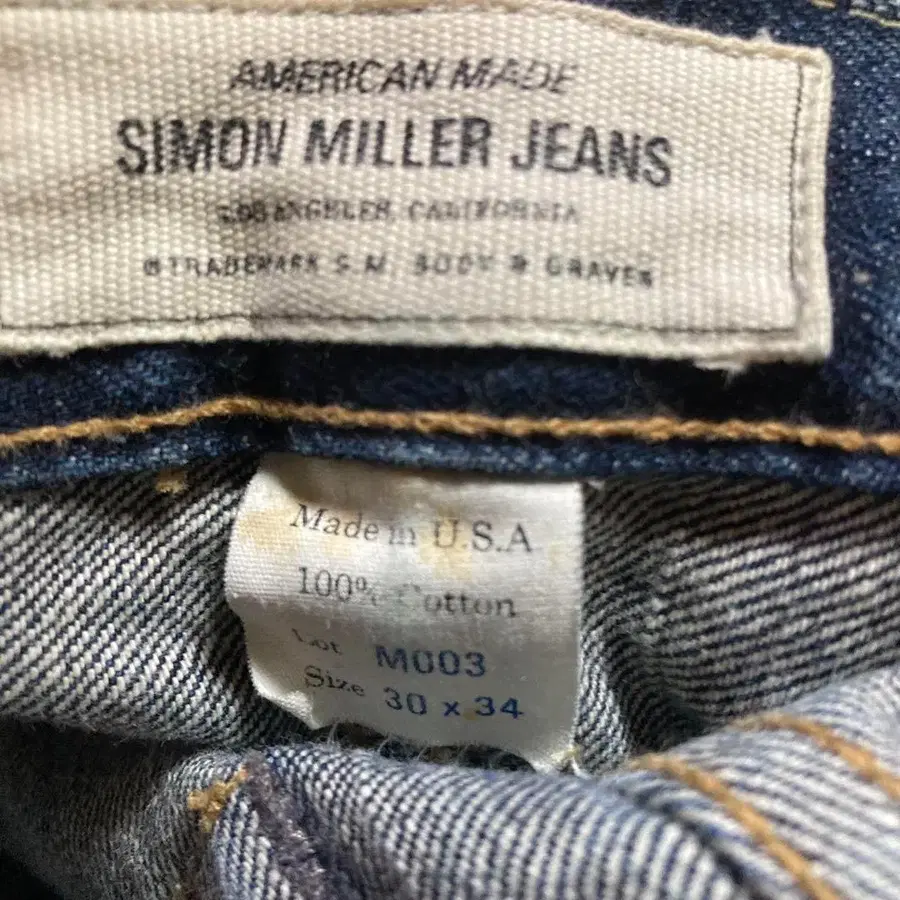 AMERICAN MADE
SIMON MILLER JEANS
LOS ANGELES, CALIFORNIA
TRADEMARK S.M. BODY & GRAVES
Made in U.S.A
100% Cotton
Lot M003
Size 30 x 34